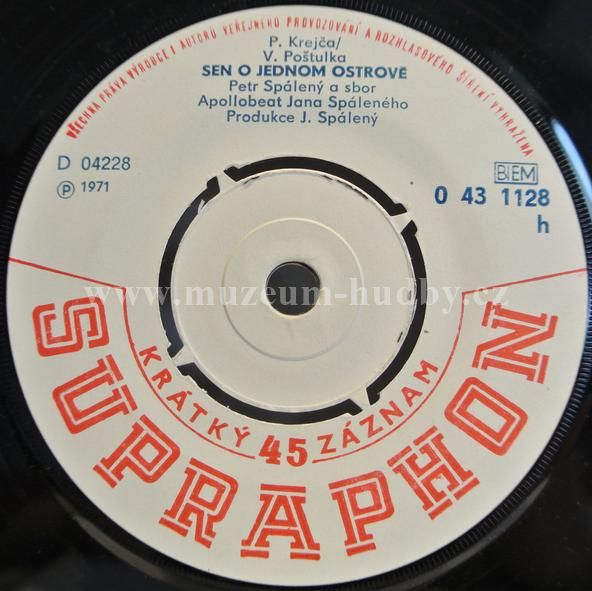 VŠECHNA PRÁVA VÝROBCE I AUTORŮ VEŘEJNÉHO PROVOZOVÁNÍ A ROZHLASOVÉHO ŠÍŘENÍ VYHRAŽENA
P. Krejča/
V. Poštulka
SEN O JEDNOM OSTROVĚ
Petr Spálený a sbor
Apollobeat Jana Spáleného
Produkce J. Spálený
D 04228
Ⓟ 1971
BIEM
0 43 1128
h
www.muzeum-hudby.cz
KRÁTKÝ 45 ZÁZNAM
SUPRAPHON